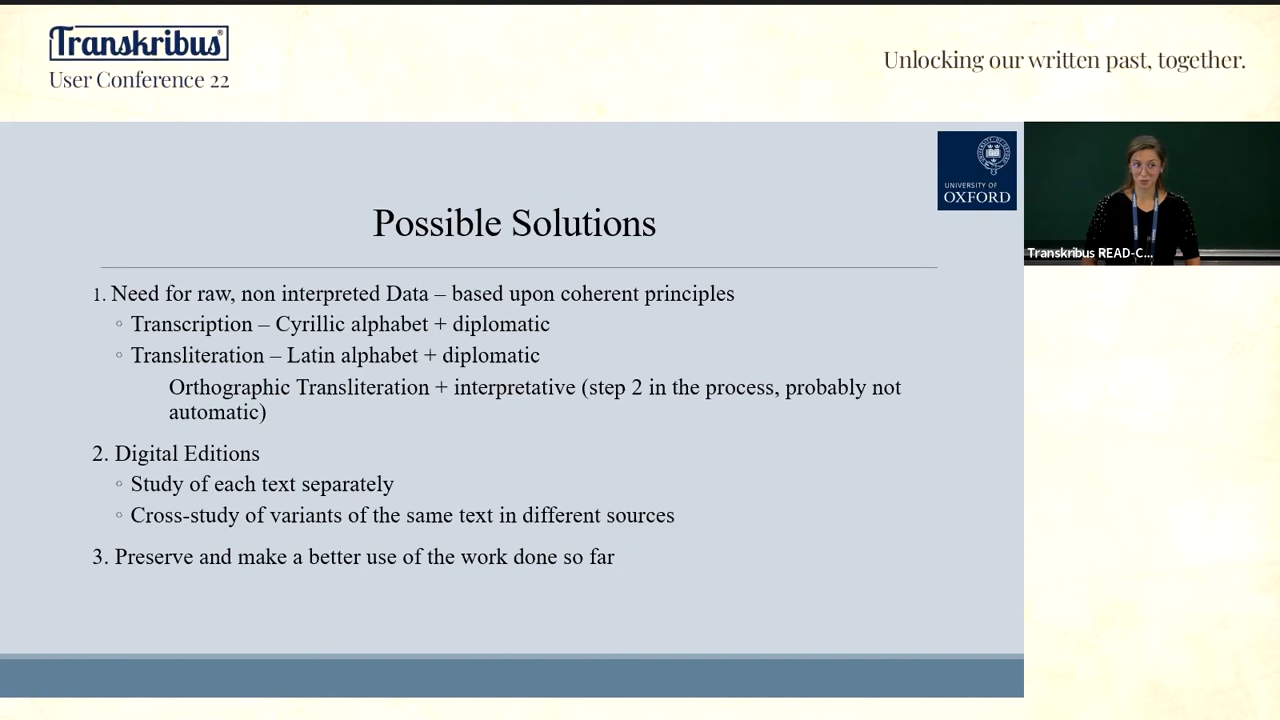 Transkribus®
User Conference 22
Unlocking our written past, together.
UNIVERSITY OF
OXFORD
Transkribus READ-C...
Possible Solutions
1. Need for raw, non interpreted Data – based upon coherent principles
◦ Transcription – Cyrillic alphabet + diplomatic
◦ Transliteration – Latin alphabet + diplomatic
Orthographic Transliteration + interpretative (step 2 in the process, probably not
automatic)
2. Digital Editions
◦ Study of each text separately
◦ Cross-study of variants of the same text in different sources
3. Preserve and make a better use of the work done so far